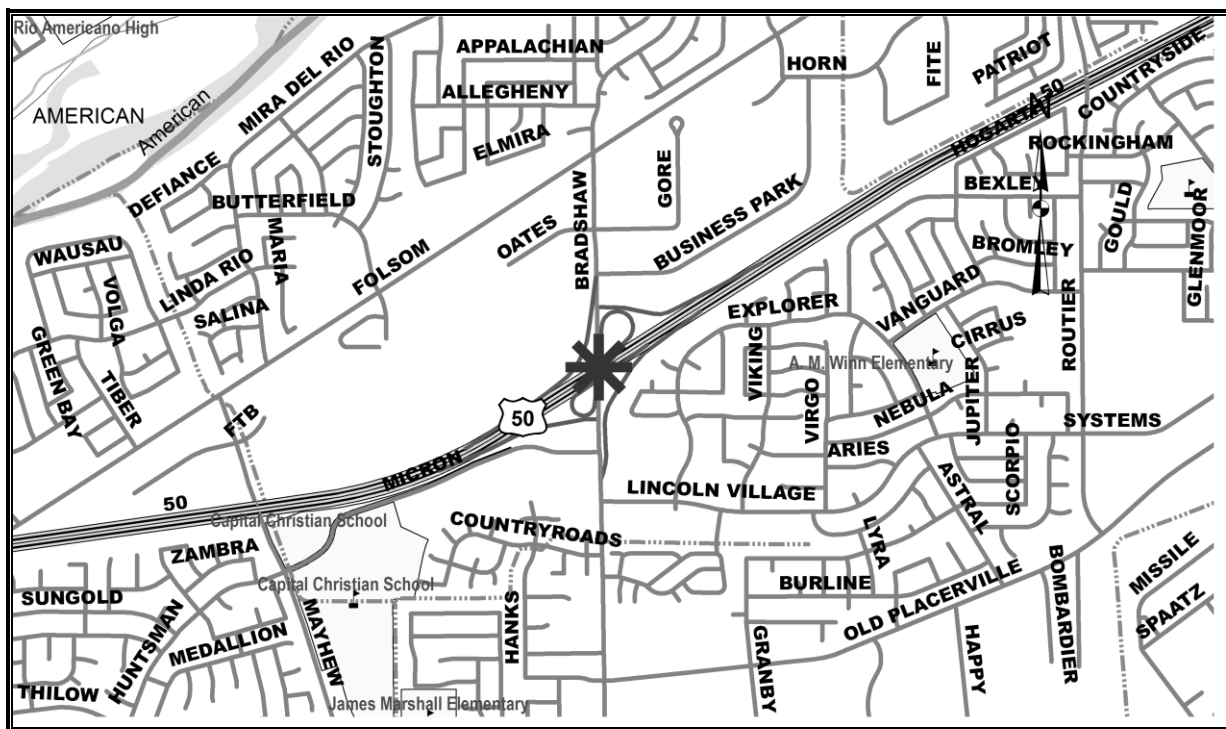 Rio Americano High
APPALACHIAN
MIRA DEL RIO
STOUGHTON
HORN
FITE
PATRIOT
COUNTRYSIDE
50
ALLEGHENY
AMERICAN
American
ELMIRA
HOGARTH
N
ROCKINGHAM
DEFIANCE
GORE
BEXLEY
BUTTERFIELD
GOULD
GLENMOOR
BUSINESS PARK
OATES
BRADSHAW
BROMLEY
WAUSAU
MARIA
FOLSOM
VOLGA
LINDA RIO
SALINA
EXPLORER
VANGUARD
CIRRUS
ROUTIER
GREEN BAY
TIBER
VIKING
A. M. Winn Elementary
VIRGO
NEBULA
JUPITER
SYSTEMS
50
FTB
ARIES
SCORPIO
MICRON
LINCOLN VILLAGE
ASTRAL
50
Capital Christian School
COUNTRYROADS
LYRA
ZAMBRA
Capital Christian School
BURLINE
OLD PLACERVILLE
BOMBARDIER
MISSILE
SPAATZ
SUNGOLD
HUNTSMAN
MEDALLION
MAYHEW
HANKS
GRANBY
HAPPY
THILOW
James Marshall Elementary